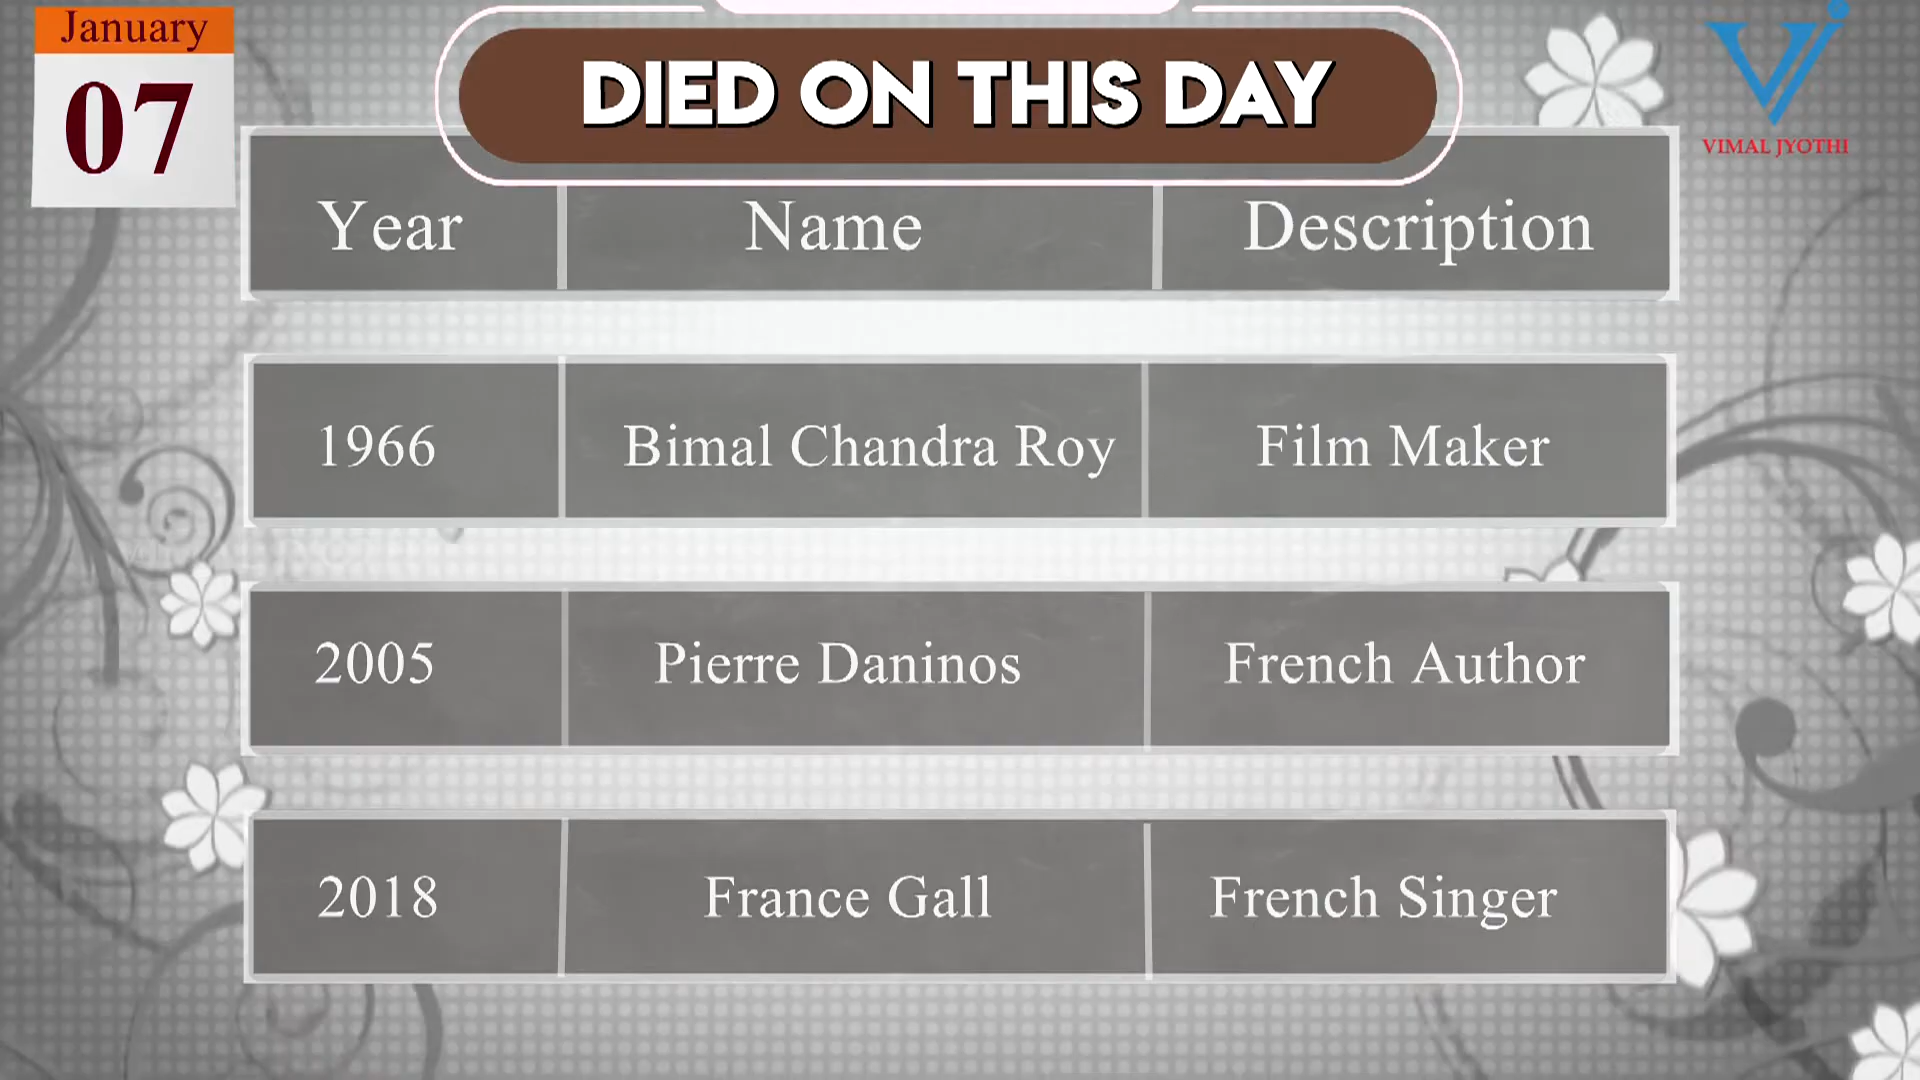 January
07
DIED ON THIS DAY
VIMAL JYOTHI
Year Name Description
1966 Bimal Chandra Roy Film Maker
2005 Pierre Daninos French Author
2018 France Gall French Singer